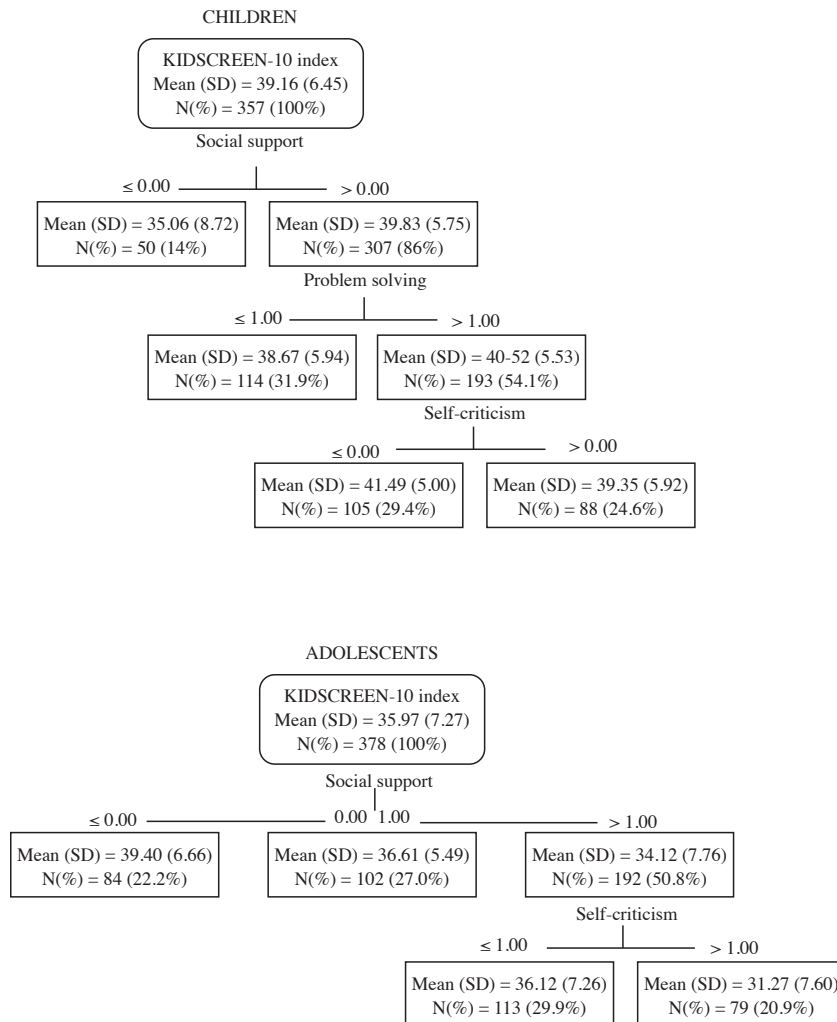 CHILDREN
KIDSCREEN-10 index
Mean (SD) = 39.16 (6.45)
N(%) = 357 (100%)
Social support
≤ 0.00
> 0.00
Mean (SD) = 35.06 (8.72)
N(%) = 50 (14%)
Mean (SD) = 39.83 (5.75)
N(%) = 307 (86%)
Problem solving
≤ 1.00
> 1.00
Mean (SD) = 38.67 (5.94)
N(%) = 114 (31.9%)
Mean (SD) = 40-52 (5.53)
N(%) = 193 (54.1%)
Self-criticism
≤ 0.00
> 0.00
Mean (SD) = 41.49 (5.00)
N(%) = 105 (29.4%)
Mean (SD) = 39.35 (5.92)
N(%) = 88 (24.6%)
ADOLESCENTS
KIDSCREEN-10 index
Mean (SD) = 35.97 (7.27)
N(%) = 378 (100%)
Social support
≤ 0.00
0.00 1.00
> 1.00
Mean (SD) = 39.40 (6.66)
N(%) = 84 (22.2%)
Mean (SD) = 36.61 (5.49)
N(%) = 102 (27.0%)
Mean (SD) = 34.12 (7.76)
N(%) = 192 (50.8%)
Self-criticism
≤ 1.00
> 1.00
Mean (SD) = 36.12 (7.26)
N(%) = 113 (29.9%)
Mean (SD) = 31.27 (7.60)
N(%) = 79 (20.9%)